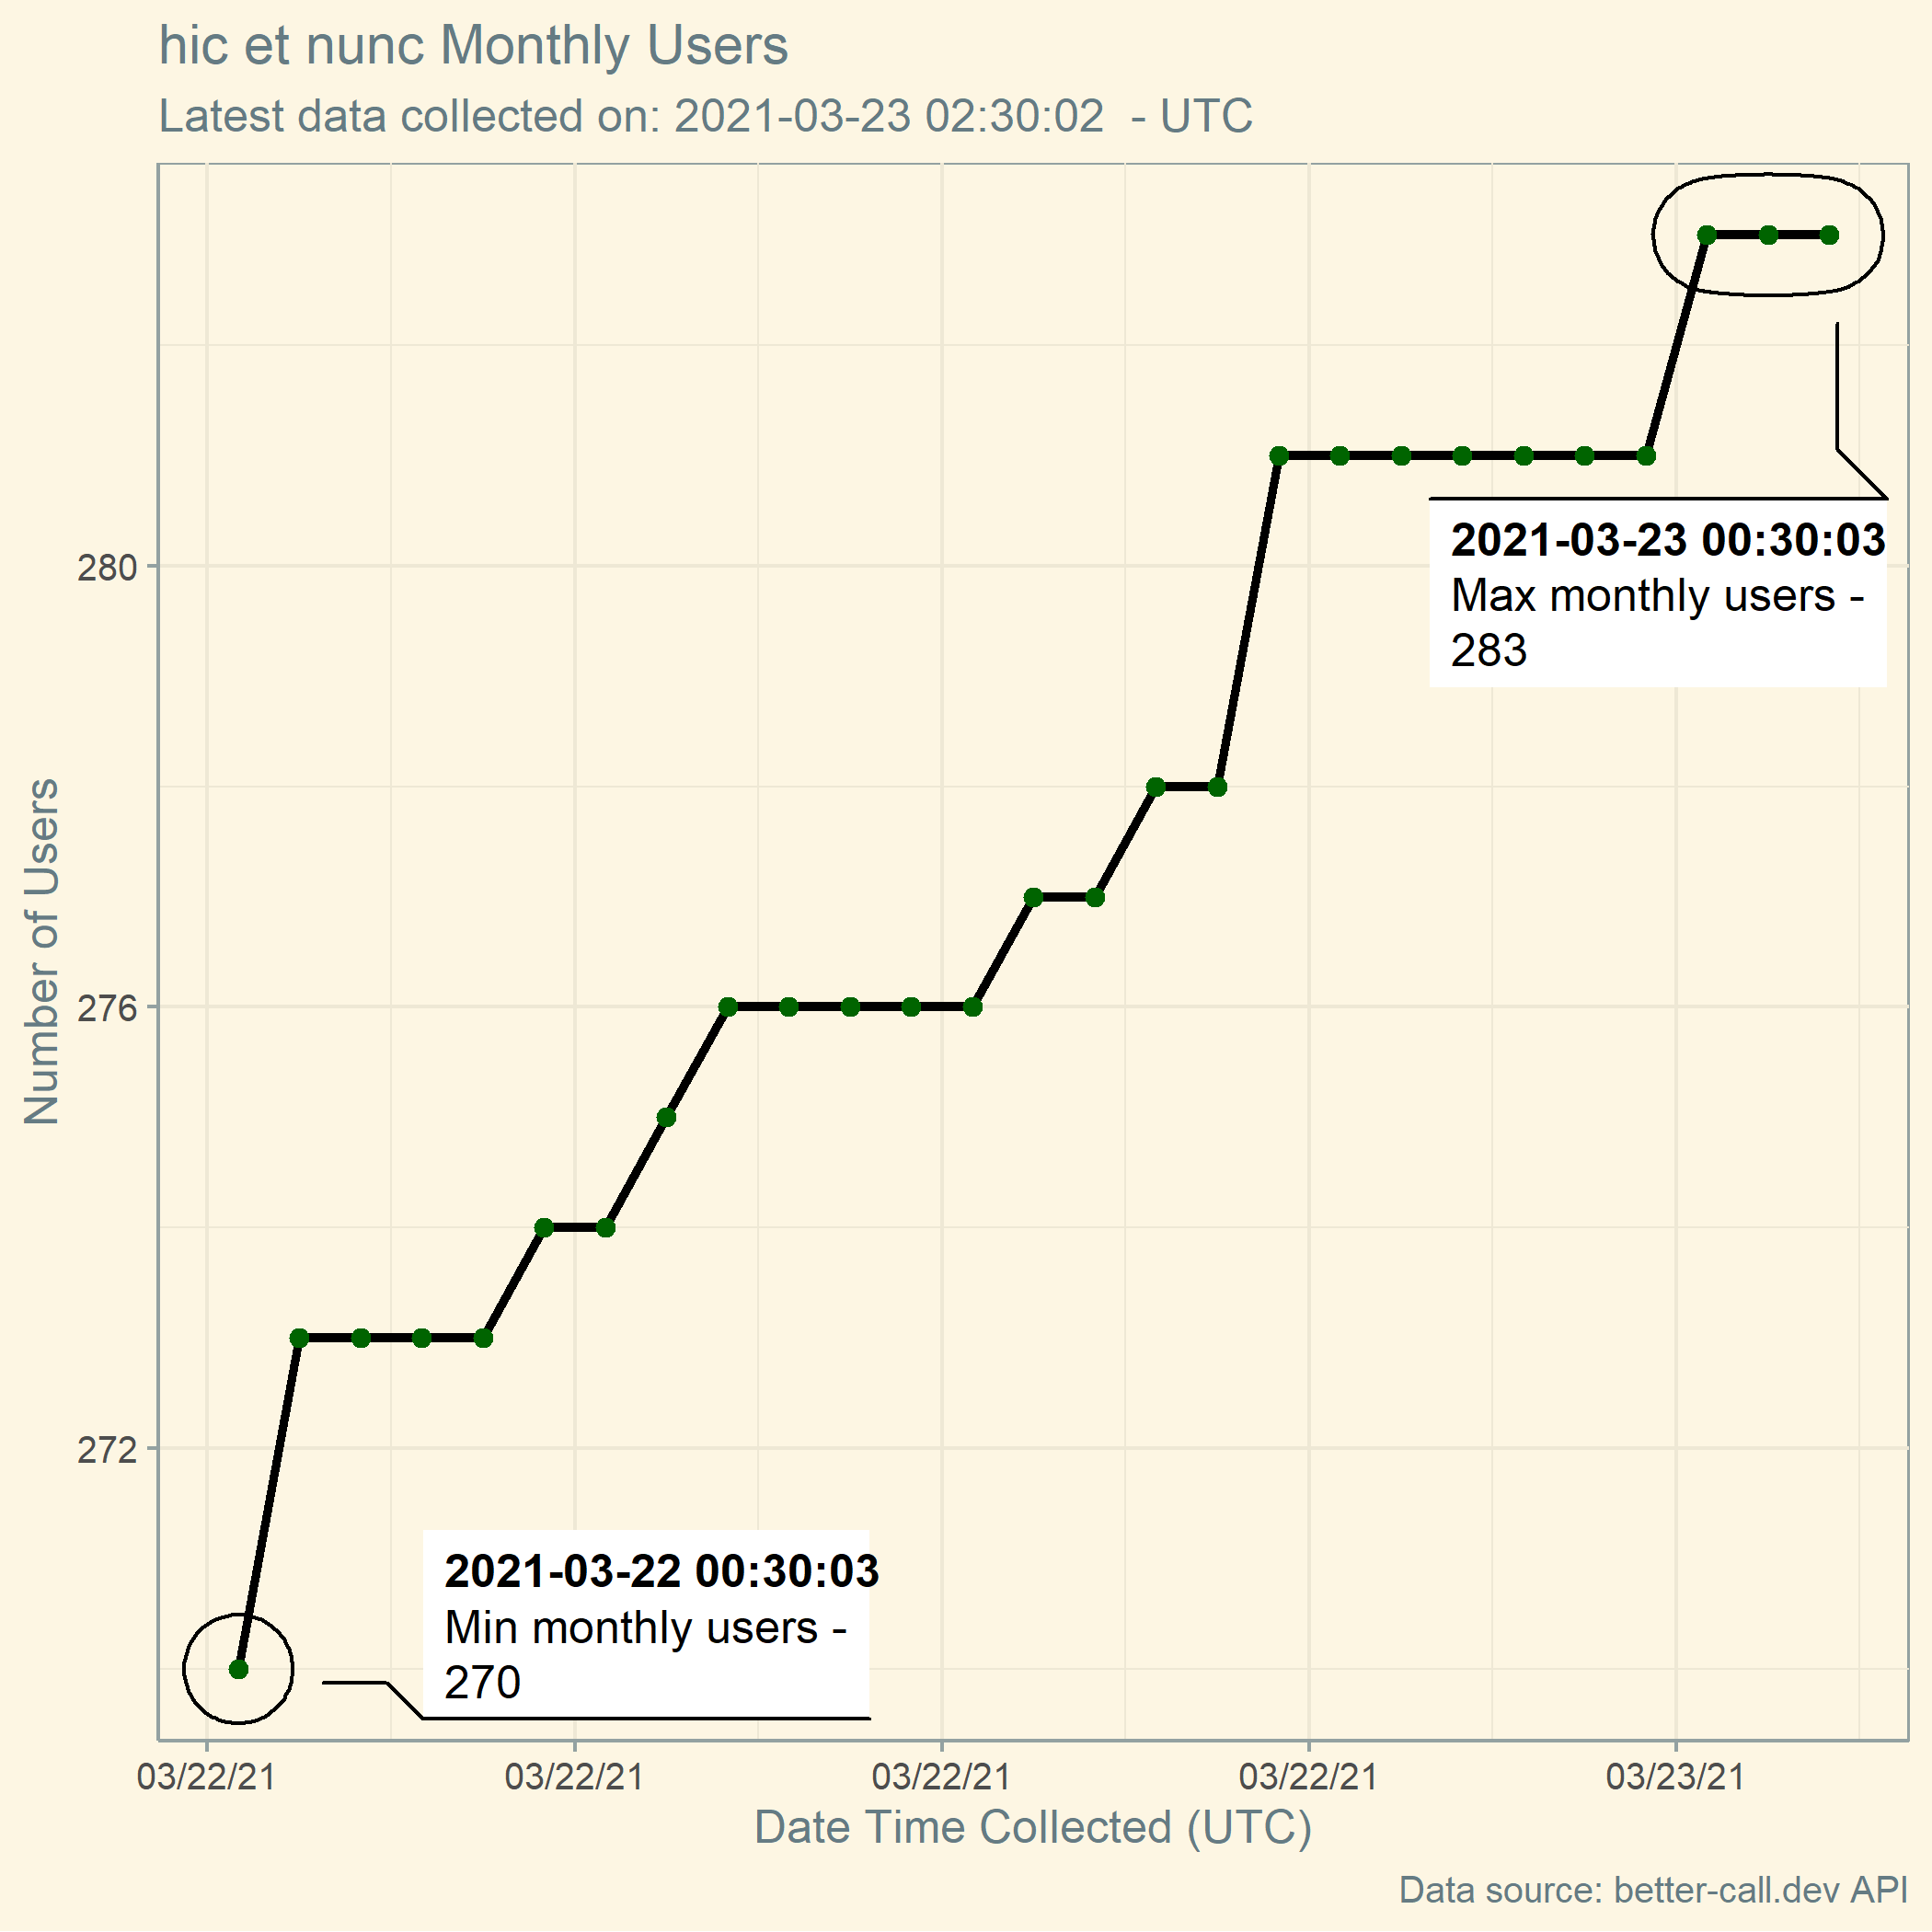 hic et nunc Monthly Users
Latest data collected on: 2021-03-23 02:30:02  - UTC
Number of Users
280
276
272
2021-03-23 00:30:03
Max monthly users -
283
2021-03-22 00:30:03
Min monthly users -
270
03/22/21 03/22/21 03/22/21 03/22/21 03/23/21
Date Time Collected (UTC)
Data source: better-call.dev API